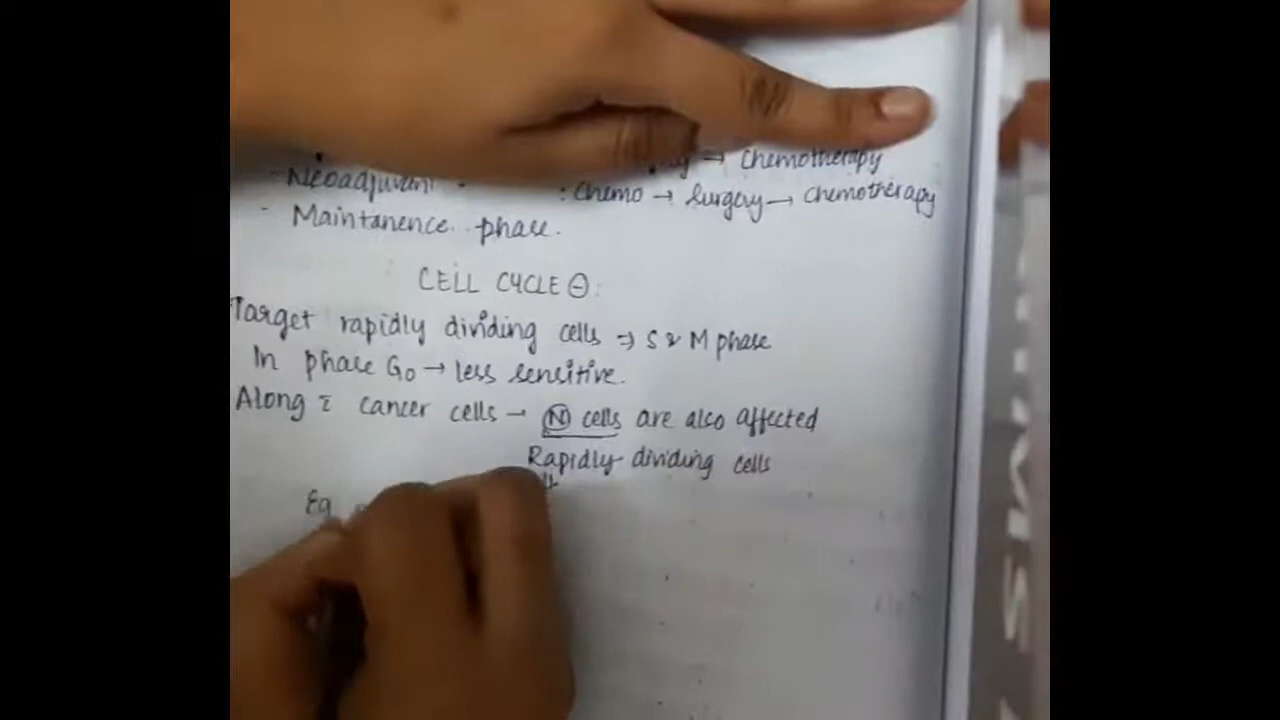 → Chemotherapy
- Neoadjuvant - : Chemo → Surgery → Chemotherapy
- Maintanence phase.
CELL CYCLE ⊖:
Target rapidly dividing cells ⇒ S & M phase
In phase G₀ → less sensitive.
Along c̄ cancer cells → Ⓝ cells are also affected
Rapidly dividing cells
Eg